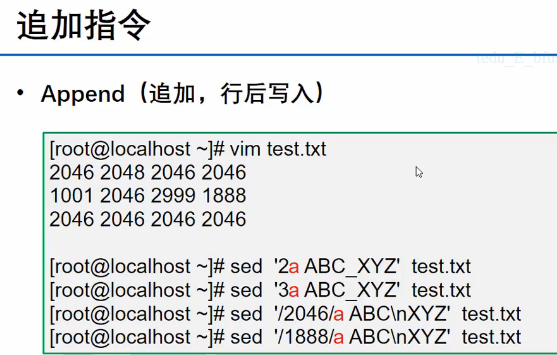 追加指令
• Append（追加，行后写入）
[root@localhost ~]# vim test.txt
2046 2048 2046 2046
1001 2046 2999 1888
2046 2046 2046 2046
[root@localhost ~]# sed '2a ABC_XYZ' test.txt
[root@localhost ~]# sed '3a ABC_XYZ' test.txt
[root@localhost ~]# sed '/2046/a ABC\nXYZ' test.txt
[root@localhost ~]# sed '/1888/a ABC\nXYZ' test.txt